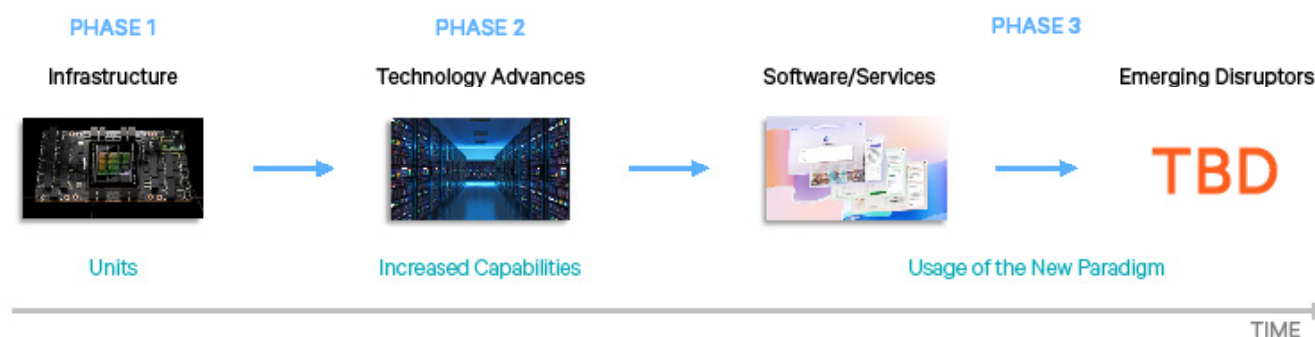 PHASE 1
PHASE 2
PHASE 3
Infrastructure
Technology Advances
Software/Services
Emerging Disruptors
TBD
Units
Increased Capabilities
Usage of the New Paradigm
TIME